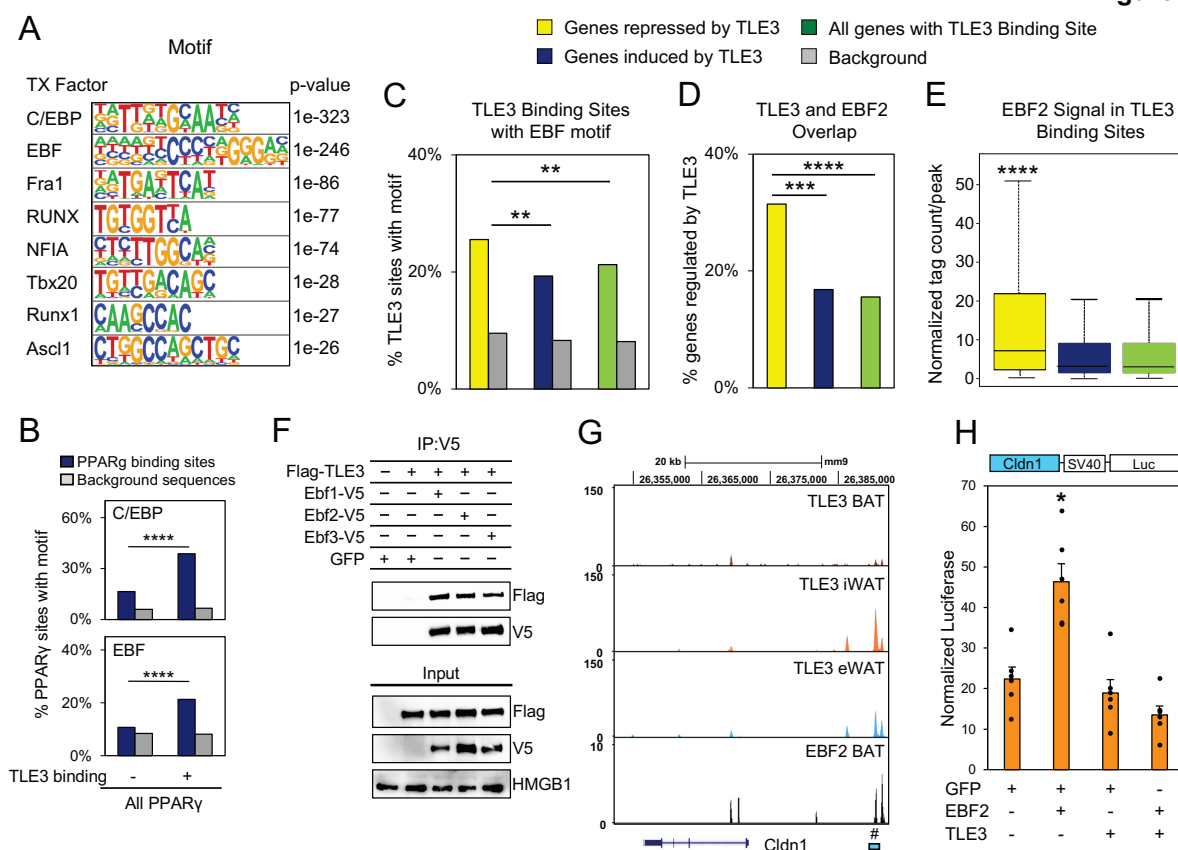 Genes repressed by TLE3
All genes with TLE3 Binding Site
Genes induced by TLE3
Background
A
Motif
TX Factor
p-value
C/EBP
1e-323
EBF
1e-246
Fra1
1e-86
RUNX
1e-77
NFIA
1e-74
Tbx20
1e-28
Runx1
1e-27
Ascl1
1e-26
C
TLE3 Binding Sites
with EBF motif
% TLE3 sites with motif
40%
20%
0%
**
**
D
TLE3 and EBF2
Overlap
% genes regulated by TLE3
40%
20%
0%
****
***
E
EBF2 Signal in TLE3
Binding Sites
Normalized tag count/peak
50
40
30
20
10
0
****
B
PPARg binding sites
Background sequences
% PPARγ sites with motif
C/EBP
60%
30%
0%
****
EBF
40%
20%
0%
****
TLE3 binding - +
All PPARγ
F
IP:V5
Flag-TLE3 − + + + +
Ebf1-V5 − − + − −
Ebf2-V5 − − − + −
Ebf3-V5 − − − − +
GFP + + − − −
Flag
V5
Input
Flag
V5
HMGB1
G
20 kb mm9
26,355,000 26,365,000 26,375,000 26,385,000
150
TLE3 BAT
0
150
TLE3 iWAT
0
150
TLE3 eWAT
0
10
EBF2 BAT
0
#
Cldn1
H
Cldn1 SV40 Luc
Normalized Luciferase
70
60
50
40
30
20
10
0
*
GFP + + + -
EBF2 - + - +
TLE3 - - + +